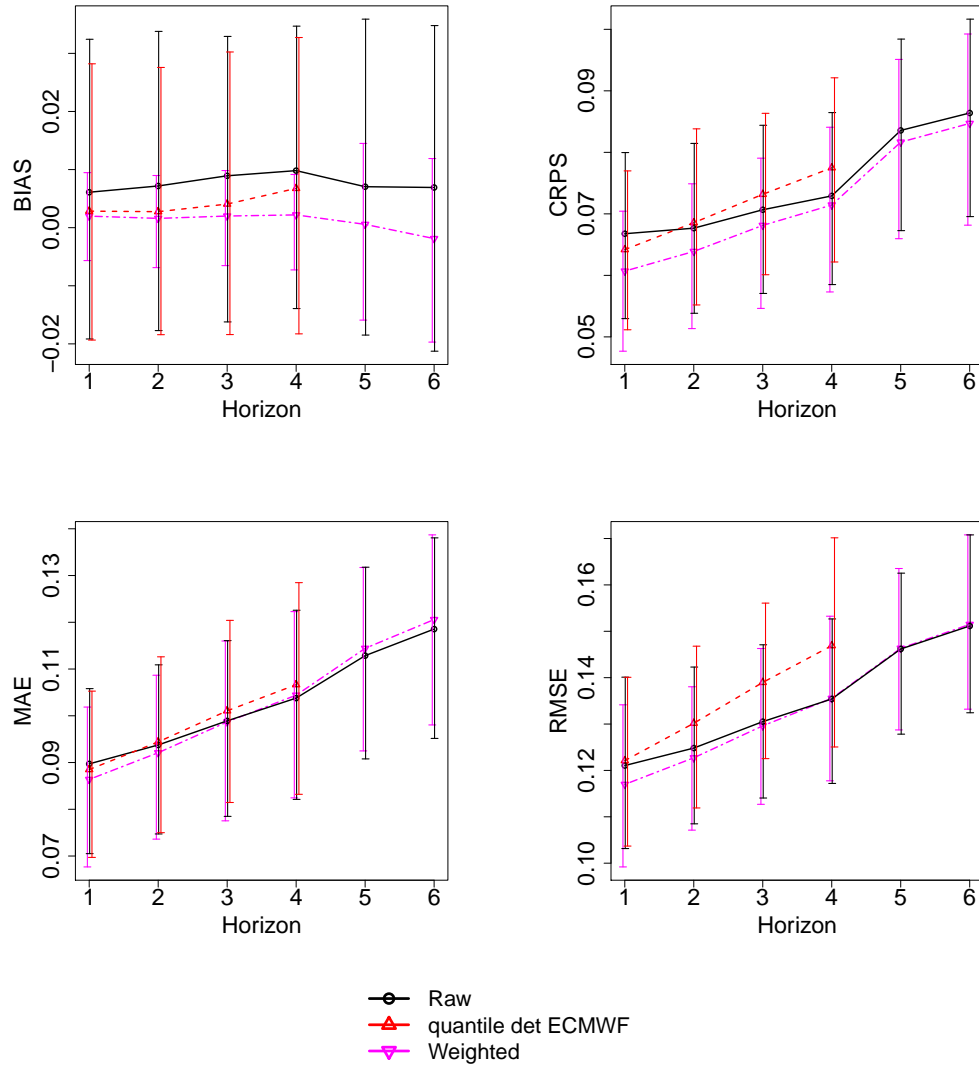 BIAS
0.02
0.00
−0.02
1 2 3 4 5 6
Horizon
CRPS
0.09
0.07
0.05
1 2 3 4 5 6
Horizon
MAE
0.13
0.11
0.09
0.07
1 2 3 4 5 6
Horizon
RMSE
0.16
0.14
0.12
0.10
1 2 3 4 5 6
Horizon
Raw
quantile det ECMWF
Weighted